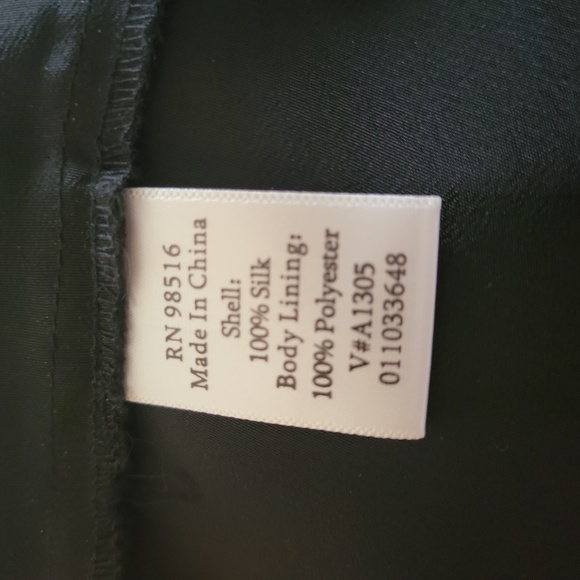 RN 98516
Made In China
Shell:
100% Silk
Body Lining:
100% Polyester
V#A1305
011033648